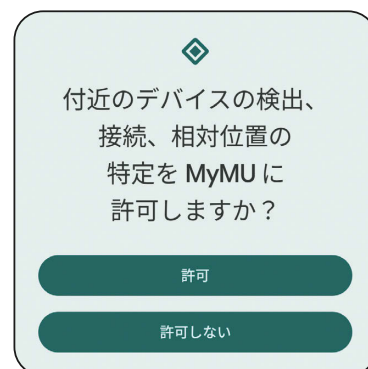 付近のデバイスの検出、
接続、相対位置の
特定を MyMU に
許可しますか？
許可
許可しない